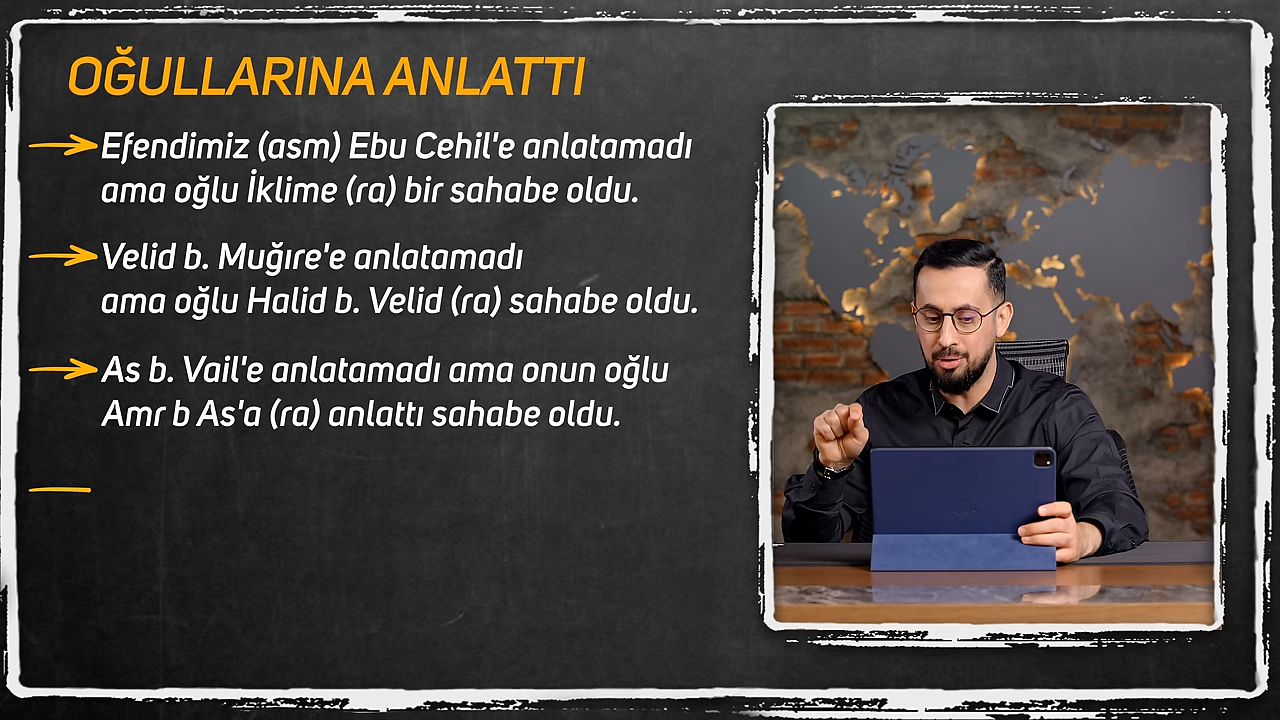 OĞULLARINA ANLATTI
Efendimiz (asm) Ebu Cehil'e anlatamadı
ama oğlu İklime (ra) bir sahabe oldu.
Velid b. Muğıre'e anlatamadı
ama oğlu Halid b. Velid (ra) sahabe oldu.
As b. Vail'e anlatamadı ama onun oğlu
Amr b As'a (ra) anlattı sahabe oldu.